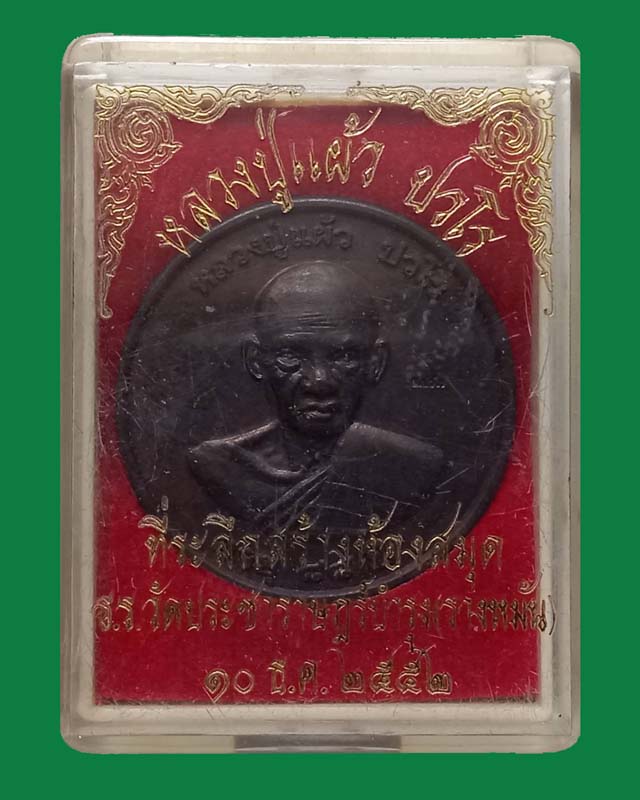 หลวงปู่แผ้ว ปวโร
หลวงปู่แผ้ว ปวโร
ที่ระลึกสร้างห้องสมุด
ร.ร.วัดประชาราษฎร์บำรุง(รางหมัน)
๑๐ ธ.ค. ๒๕๕๒